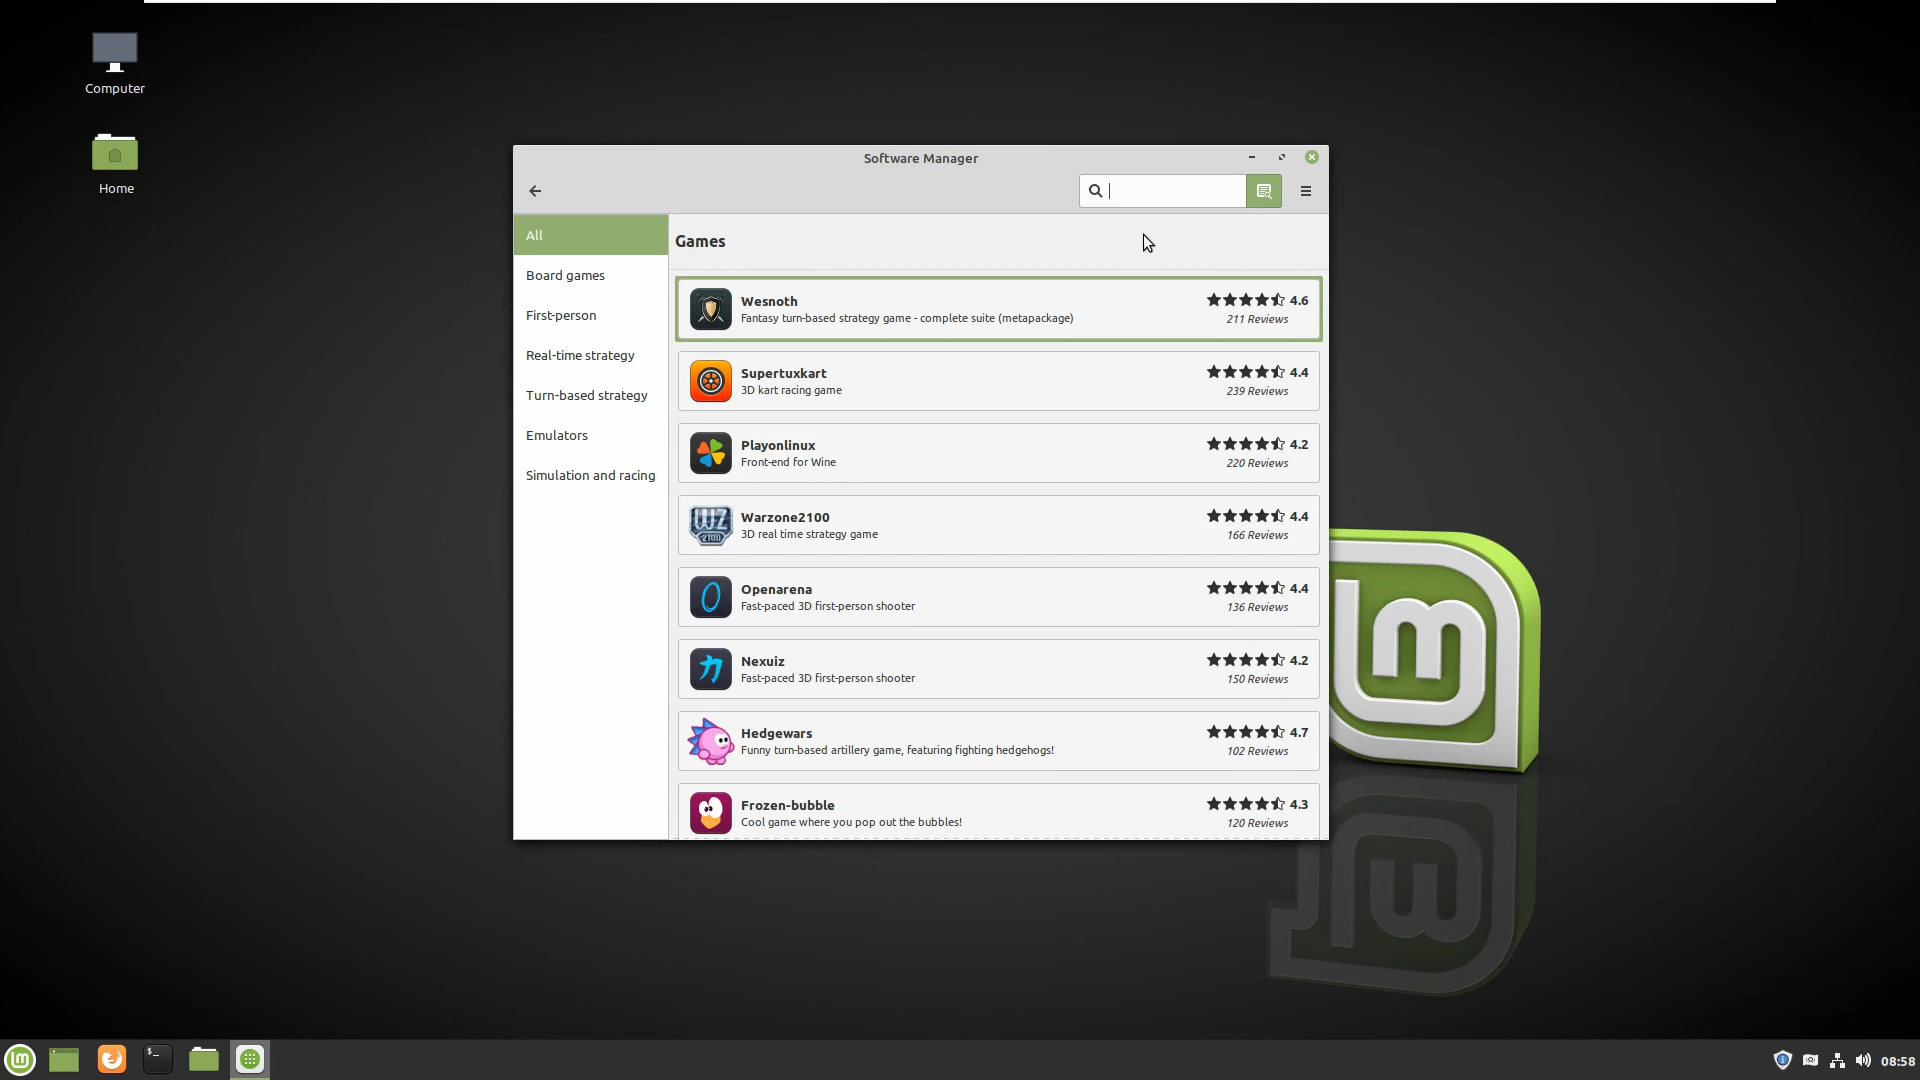 Computer
Home
Software Manager
All
Board games
First-person
Real-time strategy
Turn-based strategy
Emulators
Simulation and racing
Games
Wesnoth
Fantasy turn-based strategy game - complete suite (metapackage)
4.6
211 Reviews
Supertuxkart
3D kart racing game
4.4
239 Reviews
Playonlinux
Front-end for Wine
4.2
220 Reviews
Warzone2100
3D real time strategy game
4.4
166 Reviews
WZ
2100
Openarena
Fast-paced 3D first-person shooter
4.4
136 Reviews
Nexuiz
Fast-paced 3D first-person shooter
4.2
150 Reviews
力
Hedgewars
Funny turn-based artillery game, featuring fighting hedgehogs!
4.7
102 Reviews
Frozen-bubble
Cool game where you pop out the bubbles!
4.3
120 Reviews
$_
08:58